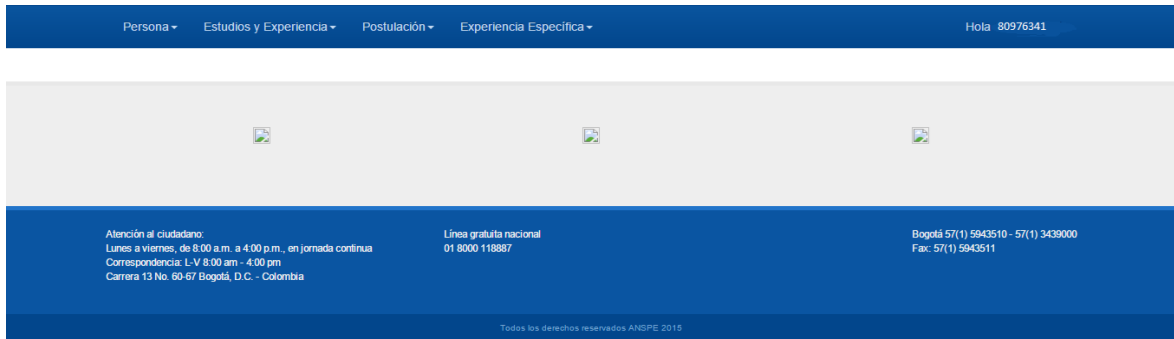 Persona Estudios y Experiencia Postulación Experiencia Específica Hola 80976341
Atención al ciudadano:
Lunes a viernes, de 8:00 a.m. a 4:00 p.m., en jornada continua
Correspondencia: L-V 8:00 am - 4:00 pm
Carrera 13 No. 60-67 Bogotá, D.C. - Colombia
Línea gratuita nacional
01 8000 118887
Bogotá 57(1) 5943510 - 57(1) 3439000
Fax: 57(1) 5943511
Todos los derechos reservados ANSPE 2015